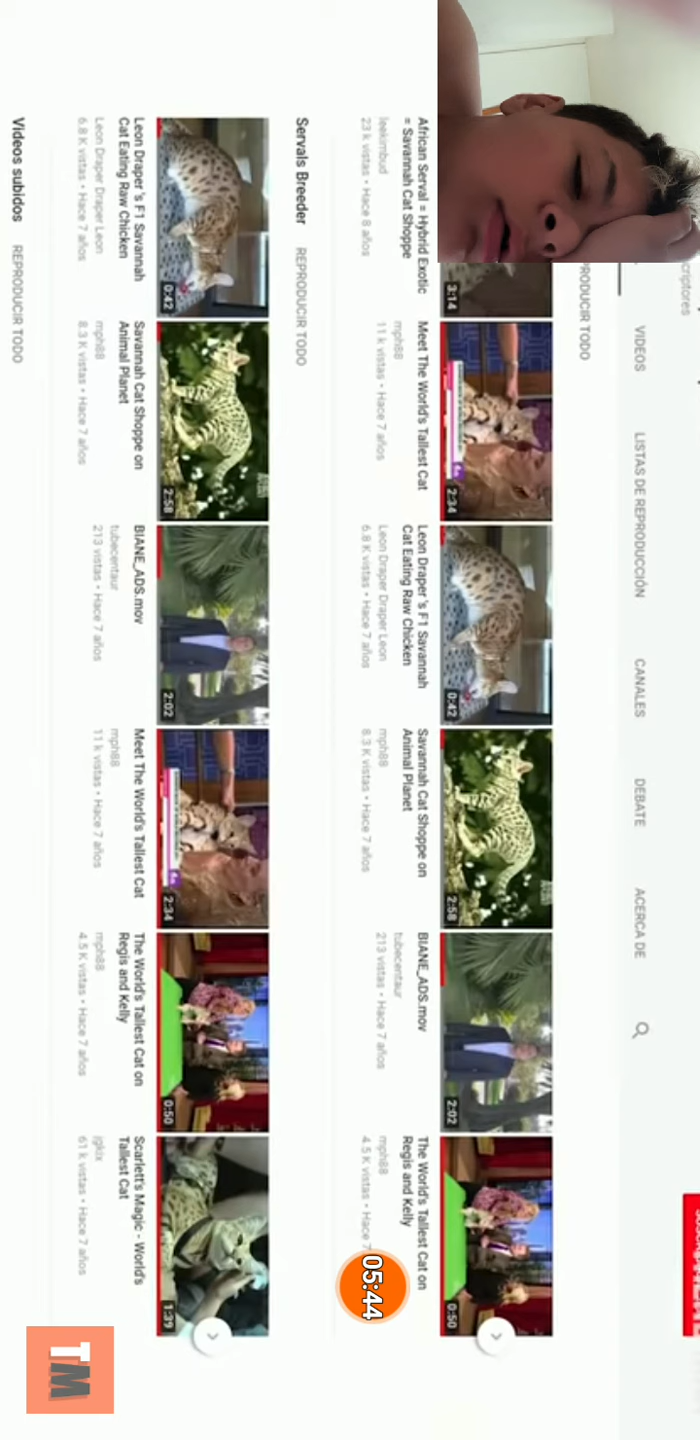 criptores
VIDEOS LISTAS DE REPRODUCCIÓN CANALES DEBATE ACERCA DE
REPRODUCIR TODO
3:14
2:34
0:42
2:58
2:02
0:50
African Serval = Hybrid Exotic
= Savannah Cat Shoppe
leekimbud
23 k vistas • Hace 8 años
Meet The World's Tallest Cat
mph88
11 k vistas • Hace 7 años
Leon Draper 's F1 Savannah
Cat Eating Raw Chicken
Leon Draper Draper Leon
6.8 K vistas • Hace 7 años
Savannah Cat Shoppe on
Animal Planet
mph88
8.3 K vistas • Hace 7 años
BIANE_ADS.mov
tubecentaur
213 vistas • Hace 7 años
The World's Tallest Cat on
Regis and Kelly
mph88
4.5 K vistas • Hace 7
05:44
Servals Breeder REPRODUCIR TODO
0:42
2:58
2:02
2:34
0:50
1:39
Leon Draper 's F1 Savannah
Cat Eating Raw Chicken
Leon Draper Draper Leon
6.8 K vistas • Hace 7 años
Savannah Cat Shoppe on
Animal Planet
mph88
8.3 K vistas • Hace 7 años
BIANE_ADS.mov
tubecentaur
213 vistas • Hace 7 años
Meet The World's Tallest Cat
mph88
11 k vistas • Hace 7 años
The World's Tallest Cat on
Regis and Kelly
mph88
4.5 K vistas • Hace 7 años
Scarlett's Magic - World's
Tallest Cat
61 k vistas • Hace 7 años
Videos subidos REPRODUCIR TODO
TM